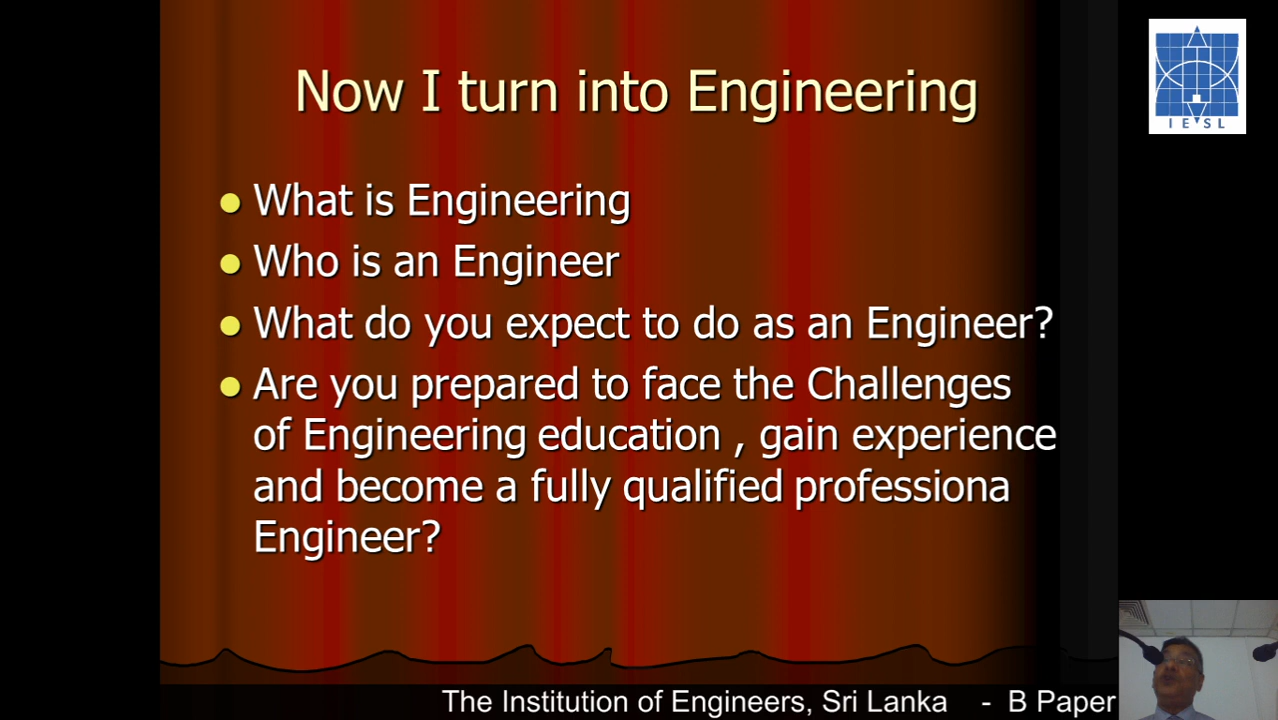 Now I turn into Engineering
IESL
What is Engineering
Who is an Engineer
What do you expect to do as an Engineer?
Are you prepared to face the Challenges
of Engineering education , gain experience
and become a fully qualified professiona
Engineer?
The Institution of Engineers, Sri Lanka - B Paper